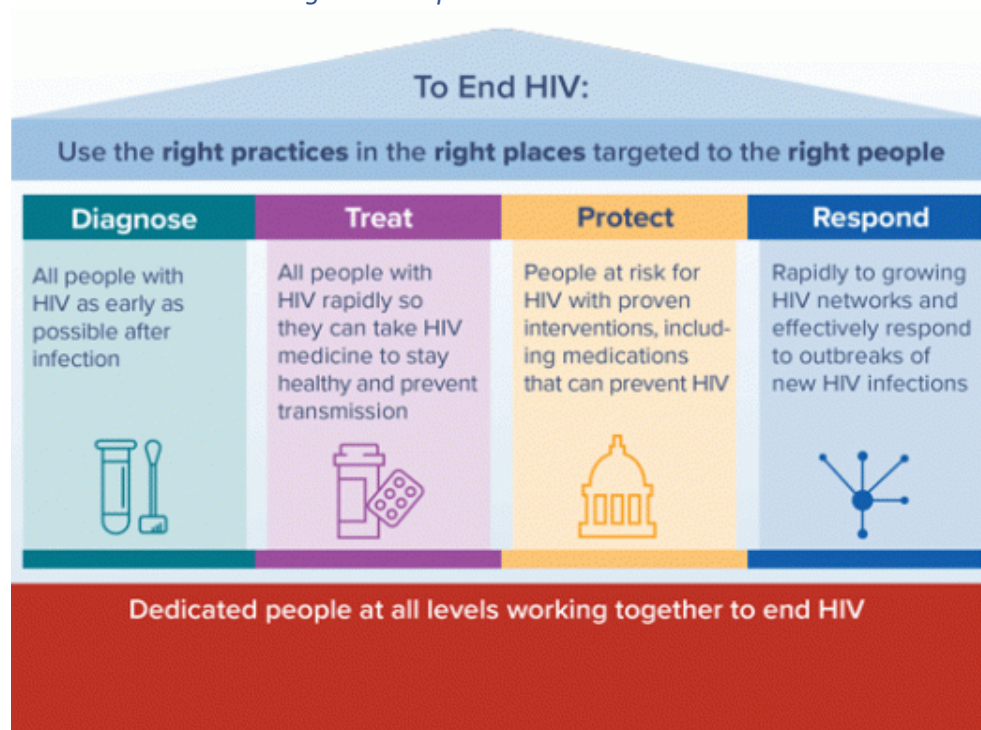 To End HIV:
Use the right practices in the right places targeted to the right people
Diagnose
All people with
HIV as early as
possible after
infection
Treat
All people with
HIV rapidly so
they can take HIV
medicine to stay
healthy and prevent
transmission
Protect
People at risk for
HIV with proven
interventions, includ-
ing medications
that can prevent HIV
Respond
Rapidly to growing
HIV networks and
effectively respond
to outbreaks of
new HIV infections
Dedicated people at all levels working together to end HIV